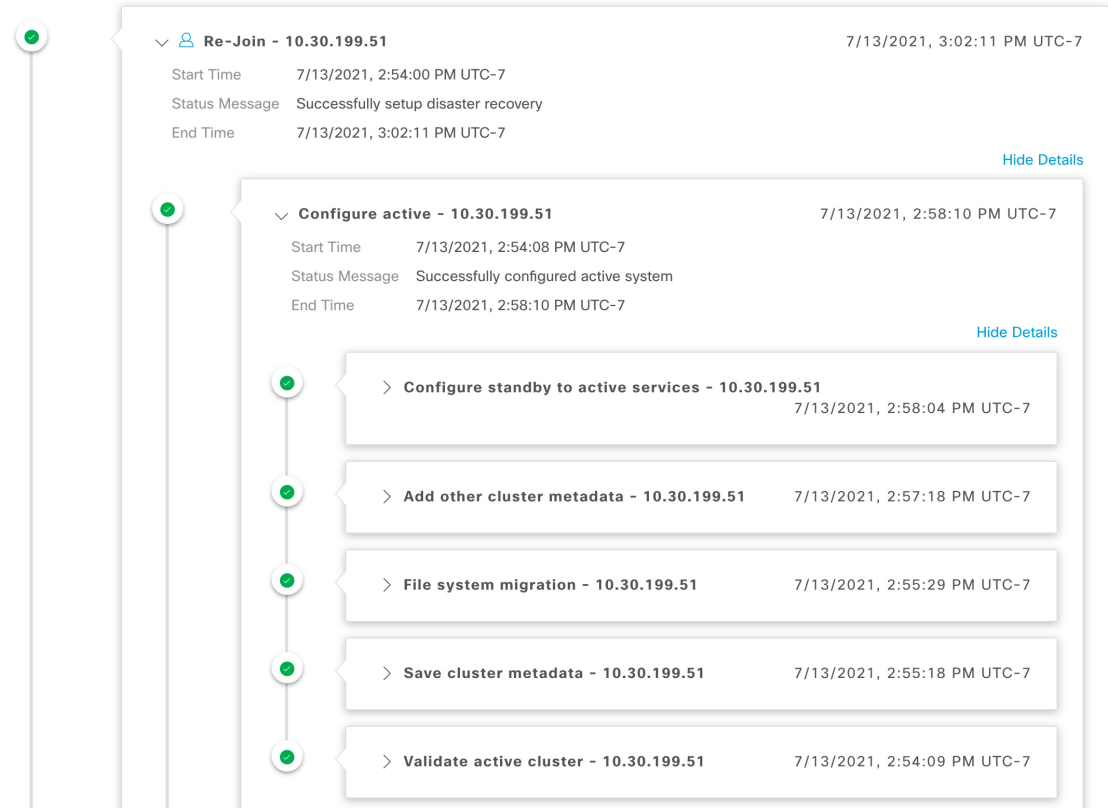 Re-Join - 10.30.199.51 7/13/2021, 3:02:11 PM UTC-7
Start Time 7/13/2021, 2:54:00 PM UTC-7
Status Message Successfully setup disaster recovery
End Time 7/13/2021, 3:02:11 PM UTC-7
Hide Details
Configure active - 10.30.199.51 7/13/2021, 2:58:10 PM UTC-7
Start Time 7/13/2021, 2:54:08 PM UTC-7
Status Message Successfully configured active system
End Time 7/13/2021, 2:58:10 PM UTC-7
Hide Details
Configure standby to active services - 10.30.199.51
7/13/2021, 2:58:04 PM UTC-7
Add other cluster metadata - 10.30.199.51 7/13/2021, 2:57:18 PM UTC-7
File system migration - 10.30.199.51 7/13/2021, 2:55:29 PM UTC-7
Save cluster metadata - 10.30.199.51 7/13/2021, 2:55:18 PM UTC-7
Validate active cluster - 10.30.199.51 7/13/2021, 2:54:09 PM UTC-7